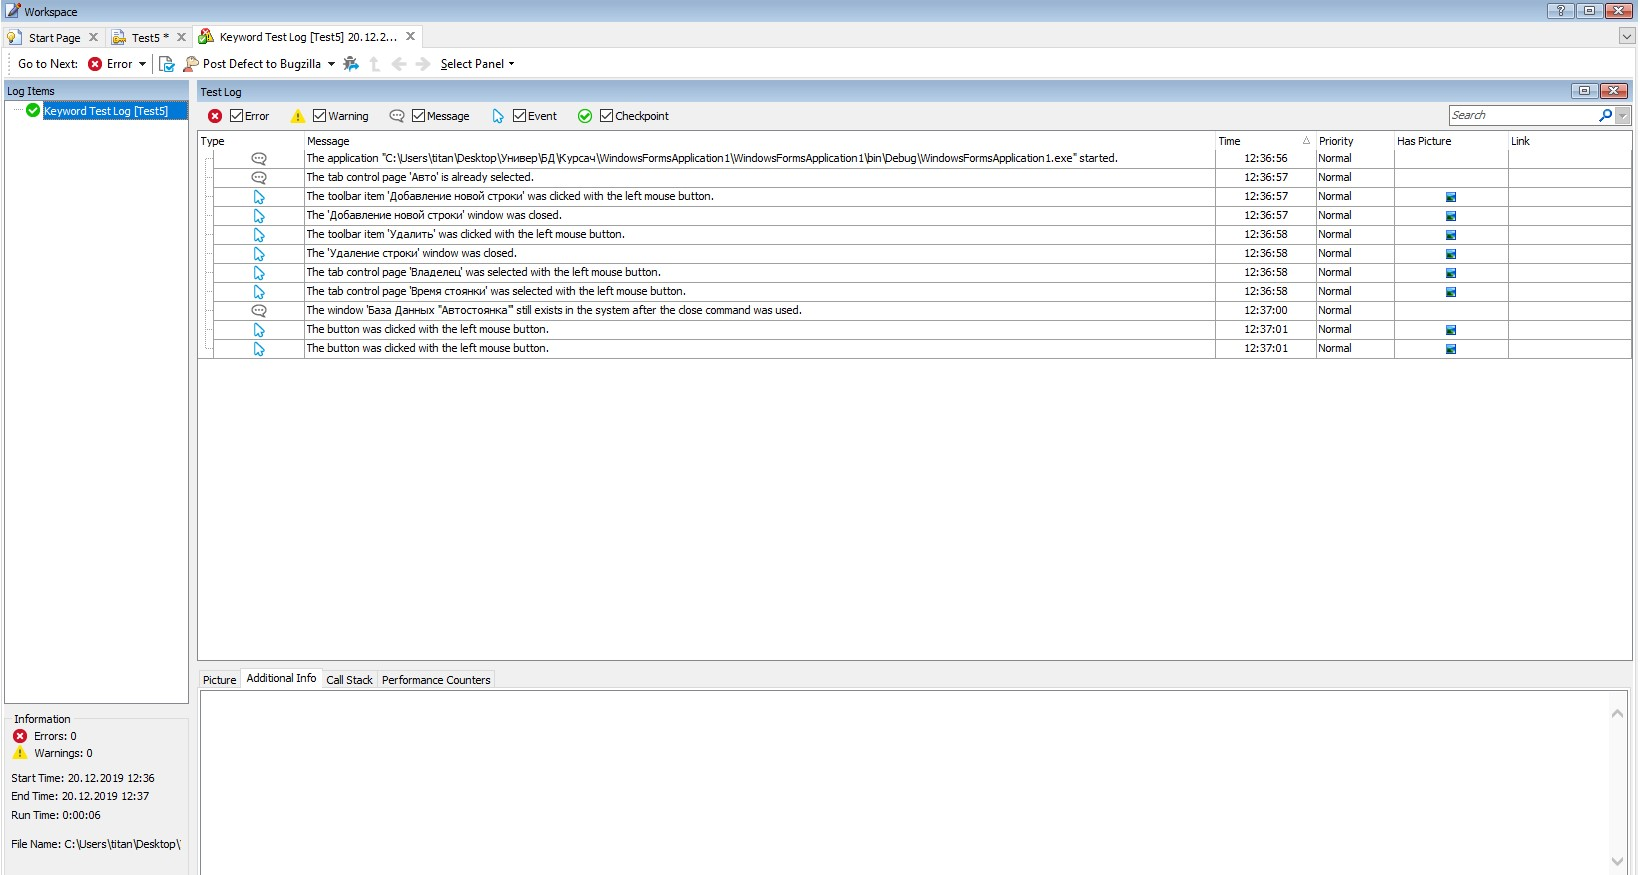 Workspace
Start Page
Test5 *
Keyword Test Log [Test5] 20.12.2...
Go to Next: Error Post Defect to Bugzilla Select Panel
Log Items
Keyword Test Log [Test5]
Test Log
Error Warning Message Event Checkpoint
Search
Type Message Time Priority Has Picture Link
The application "C:\Users\titan\Desktop\Универ\БД\Курсач\WindowsFormsApplication1\WindowsFormsApplication1\bin\Debug\WindowsFormsApplication1.exe" started. 12:36:56 Normal
The tab control page 'Авто' is already selected. 12:36:57 Normal
The toolbar item 'Добавление новой строки' was clicked with the left mouse button. 12:36:57 Normal
The 'Добавление новой строки' window was closed. 12:36:57 Normal
The toolbar item 'Удалить' was clicked with the left mouse button. 12:36:58 Normal
The 'Удаление строки' window was closed. 12:36:58 Normal
The tab control page 'Владелец' was selected with the left mouse button. 12:36:58 Normal
The tab control page 'Время стоянки' was selected with the left mouse button. 12:36:58 Normal
The window 'База Данных "Автостоянка"' still exists in the system after the close command was used. 12:37:00 Normal
The button was clicked with the left mouse button. 12:37:01 Normal
The button was clicked with the left mouse button. 12:37:01 Normal
Picture Additional Info Call Stack Performance Counters
Information
Errors: 0
Warnings: 0
Start Time: 20.12.2019 12:36
End Time: 20.12.2019 12:37
Run Time: 0:00:06
File Name: C:\Users\titan\Desktop\